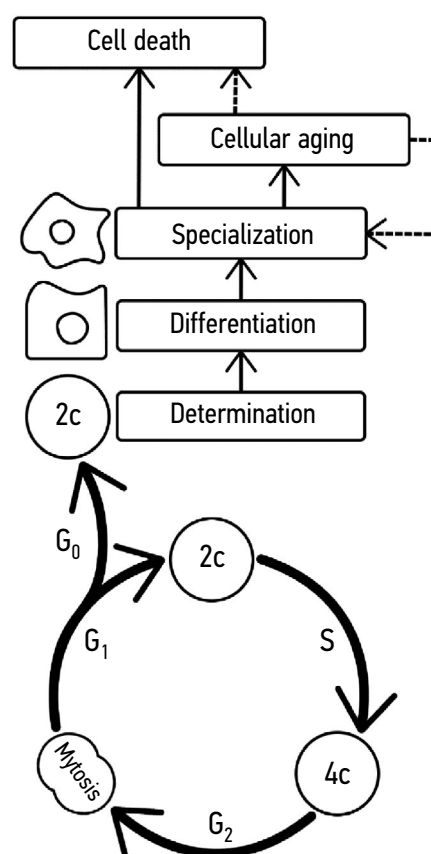 Cell death
Cellular aging
Specialization
Differentiation
2c
Determination
G₀
2c
G₁
S
Mytosis
4c
G₂